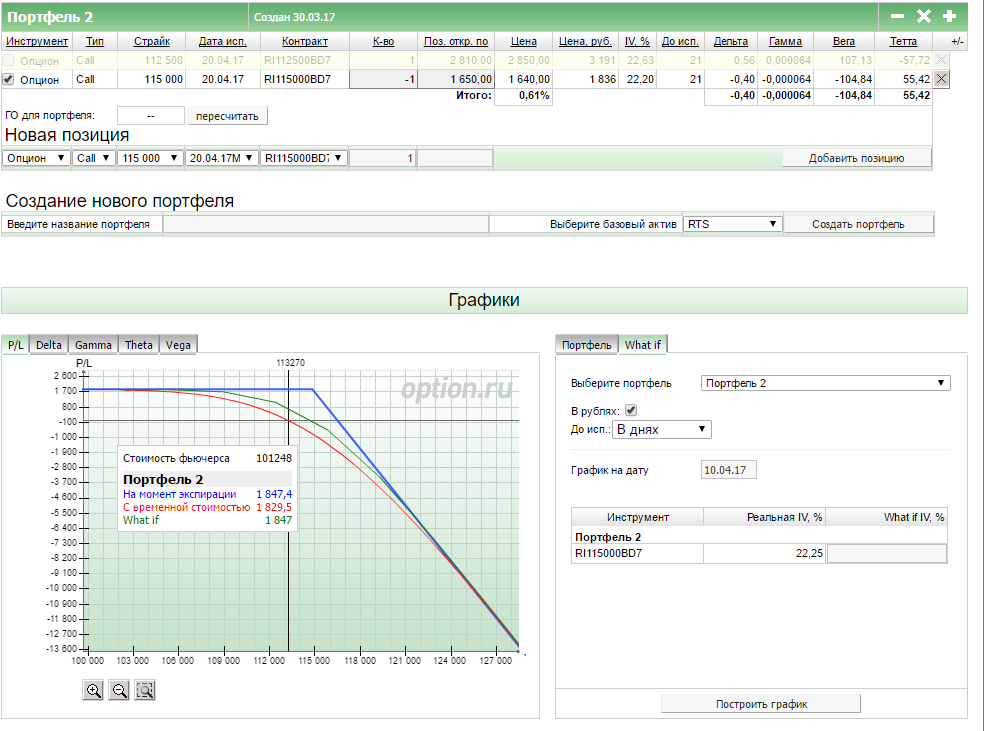 Портфель 2 Создан 30.03.17
Инструмент Тип Страйк Дата исп. Контракт К-во Поз. откр. по Цена Цена, руб. IV, % До исп. Дельта Гамма Вега Тетта +/-
Опцион Call 112 500 20.04.17 RI112500BD7 1 2 810,00 2 850,00 3 191 22,63 21 0,56 0,000064 107,13 -57,72
Опцион Call 115 000 20.04.17 RI115000BD7 -1 1 650,00 1 640,00 1 836 22,20 21 -0,40 -0,000064 -104,84 55,42
Итого: 0,61% -0,40 -0,000064 -104,84 55,42
ГО для портфеля: -- пересчитать
Новая позиция
Опцион Call 115 000 20.04.17M RI115000BD7 1 Добавить позицию
Создание нового портфеля
Введите название портфеля Выберите базовый актив RTS Создать портфель
Графики
P/L Delta Gamma Theta Vega
P/L
113270
option.ru
2 600
1 700
800
-100
-1 000
-1 900
-2 800
-3 700
-4 600
-5 500
-6 400
-7 300
-8 200
-9 100
-10 000
-10 900
-11 800
-12 700
-13 600
100 000 103 000 106 000 109 000 112 000 115 000 118 000 121 000 124 000 127 000
Стоимость фьючерса 101248
Портфель 2
На момент экспирации 1 847,4
С временной стоимостью 1 829,5
What if 1 847
Портфель What if
Выберите портфель Портфель 2
В рублях:
До исп.: В днях
График на дату 10.04.17
Инструмент Реальная IV, % What if IV, %
Портфель 2
RI115000BD7 22,25
Построить график